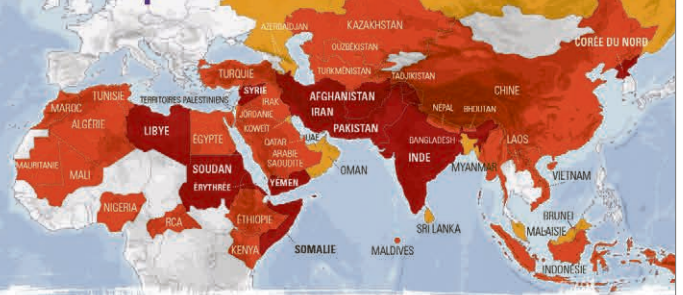 AZERBAÏDJAN
KAZAKHSTAN
CORÉE DU NORD
OUZBÉKISTAN
TURQUIE
TURKMÉNISTAN
TADJIKISTAN
TUNISIE
TERRITOIRES PALESTINIENS
SYRIE
AFGHANISTAN
CHINE
MAROC
IRAK
IRAN
NÉPAL
BHOUTAN
ALGÉRIE
JORDANIE
LIBYE
KOWEIT
PAKISTAN
ÉGYPTE
QATAR
UAE
BANGLADESH
LAOS
ARABIE
SAOUDITE
INDE
MAURITANIE
MALI
SOUDAN
OMAN
MYANMAR
VIETNAM
ÉRYTHRÉE
YEMEN
NIGERIA
RCA
ÉTHIOPIE
SRI LANKA
BRUNEI
MALAISIE
KENYA
SOMALIE
MALDIVES
INDONÉSIE